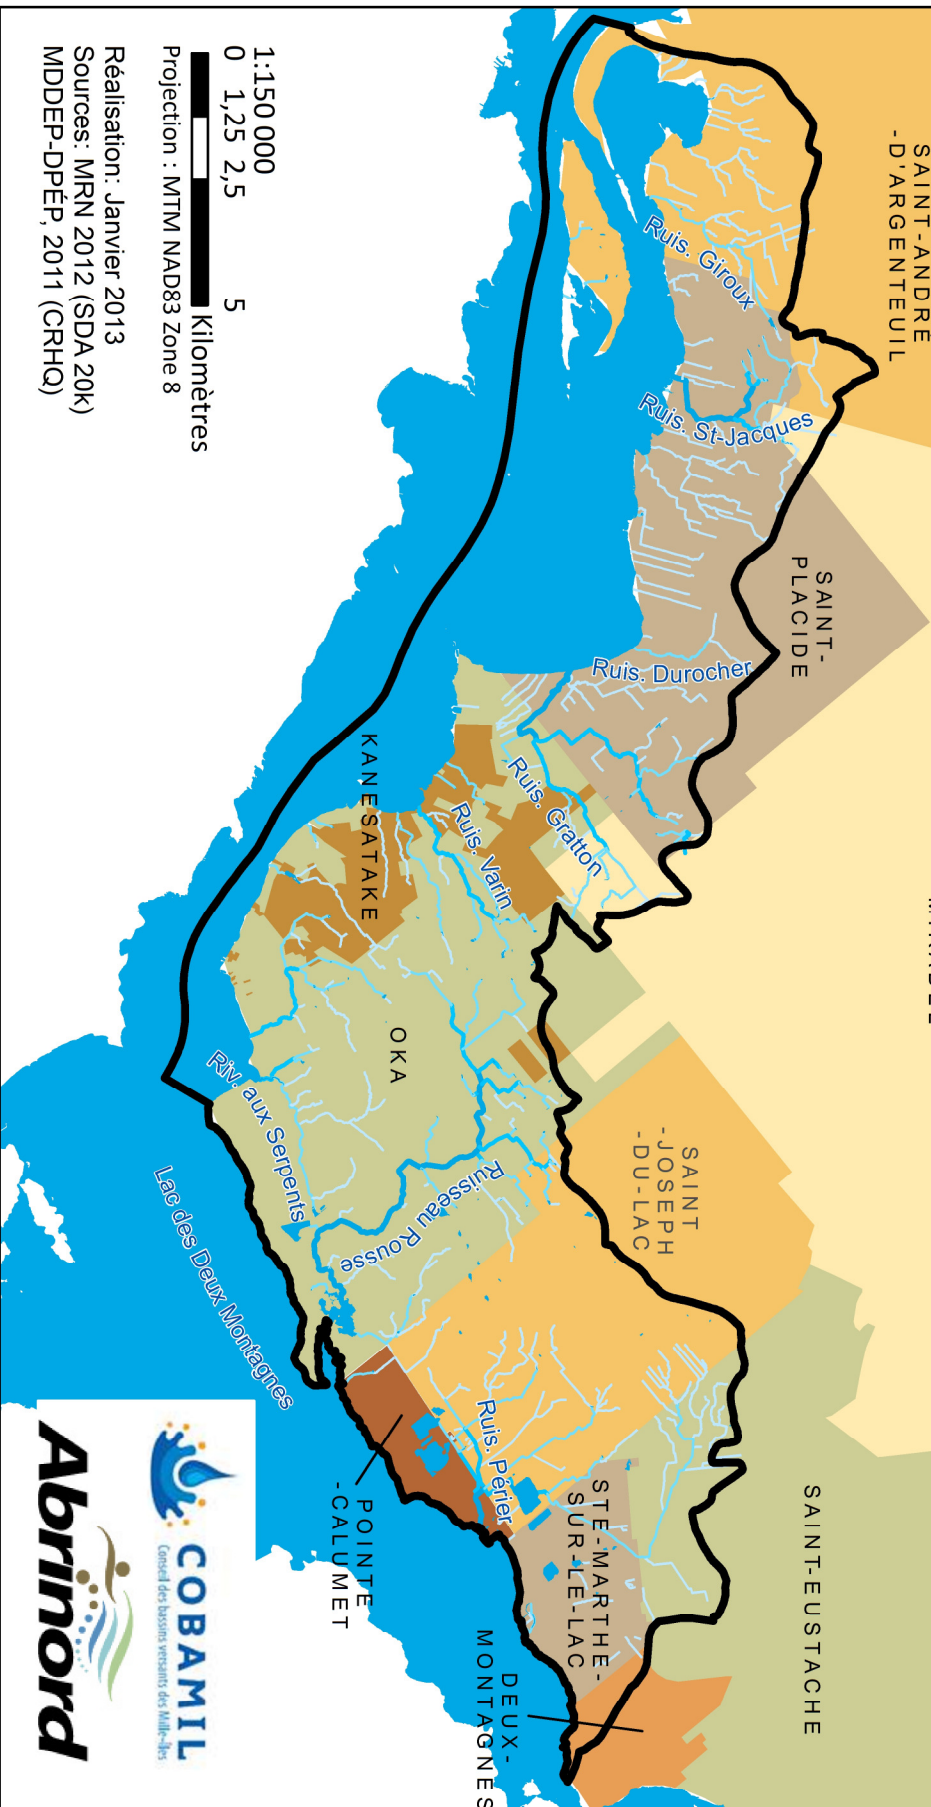 SAINT-ANDRÉ
-D'ARGENTEUIL
SAINT-
PLACIDE
SAINT
-JOSEPH
-DU-LAC
SAINT-EUSTACHE
Ruis. Giroux
Ruis. St-Jacques
Ruis. Durocher
Ruis. Gratton
Ruis. Varin
KANESATAKE
OKA
Riv. aux Serpents
Ruisseau Rousse
Lac des Deux Montagnes
Ruis. Périer
STE-MARTHE-
SUR-LE-LAC
POINTE
-CALUMET
DEUX-
MONTAGNES
1:150 000
0 1,25 2,5 5
Kilomètres
Projection : MTM NAD83 Zone 8
Réalisation: Janvier 2013
Sources: MRN 2012 (SDA 20k)
MDDEP-DPÉP, 2011 (CRHQ)
COBAMIL
Conseil des bassins versants des Mille-Îles
Abrinord